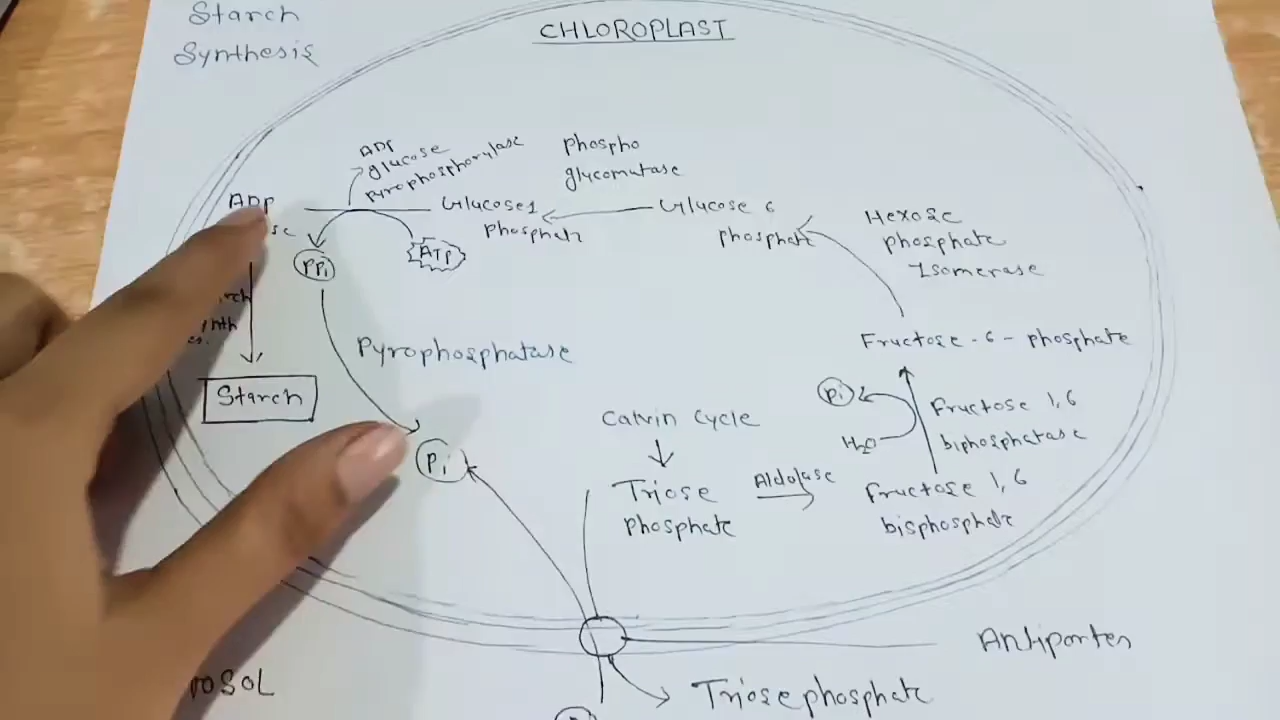 Starch
Synthesis
CHLOROPLAST
ADP
glucose
pyrophosphorylase
phospho
glycomutase
ADP
Glucose 1
phosphate
Glucose 6
phosphate
Hexose
phosphate
Isomerase
PPi
ATP
Starch
Pyrophosphatase
Pi
Calvin Cycle
Triose
phosphate
Aldolase
Fructose 1,6
bisphosphate
Fructose 1,6
biphosphatase
Pi
H2O
Fructose - 6 - phosphate
Antiporter
Triose phosphate